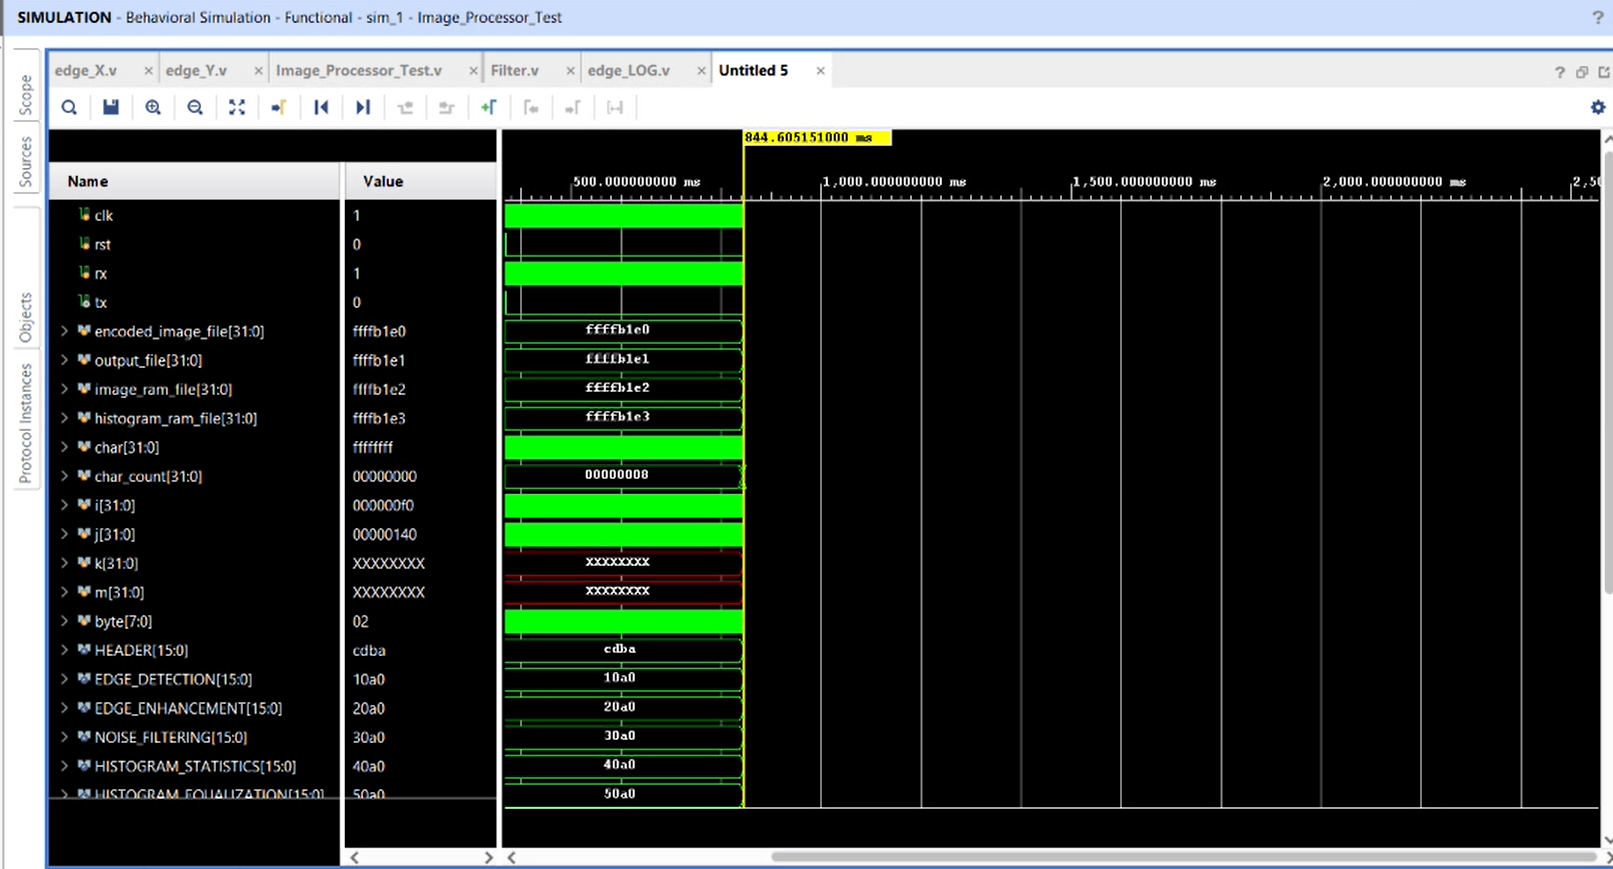 SIMULATION - Behavioral Simulation - Functional - sim_1 - Image_Processor_Test ?
edge_X.v × edge_Y.v × Image_Processor_Test.v × Filter.v × edge_LOG.v × Untitled 5 × ?
Scope
Sources
Objects
Protocol Instances
844.605151000 ms
Name Value 500.000000000 ms 1,000.000000000 ms 1,500.000000000 ms 2,000.000000000 ms 2,50
clk 1
rst 0
rx 1
tx 0
encoded_image_file[31:0] ffffb1e0 ffffb1e0
output_file[31:0] ffffb1e1 ffffb1e1
image_ram_file[31:0] ffffb1e2 ffffb1e2
histogram_ram_file[31:0] ffffb1e3 ffffb1e3
char[31:0] ffffffff
char_count[31:0] 00000000 00000008
i[31:0] 000000f0
j[31:0] 00000140
k[31:0] XXXXXXXX XXXXXXXX
m[31:0] XXXXXXXX XXXXXXXX
byte[7:0] 02
HEADER[15:0] cdba cdba
EDGE_DETECTION[15:0] 10a0 10a0
EDGE_ENHANCEMENT[15:0] 20a0 20a0
NOISE_FILTERING[15:0] 30a0 30a0
HISTOGRAM_STATISTICS[15:0] 40a0 40a0
HISTOGRAM_EQUALIZATION[15:0] 50a0 50a0